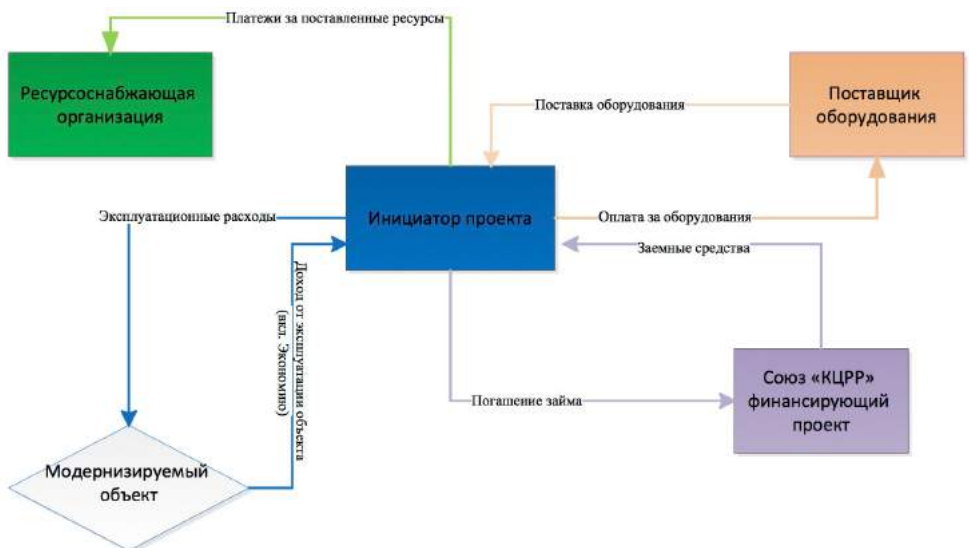 Платежи за поставленные ресурсы
Ресурсоснабжающая
организация
Поставка оборудования
Поставщик
оборудования
Эксплуатационные расходы
Инициатор проекта
Оплата за оборудования
Заемные средства
Доход от эксплуатации объекта
(вкл. Экономию)
Погашение займа
Союз «КЦРР»
финансирующий
проект
Модернизируемый
объект